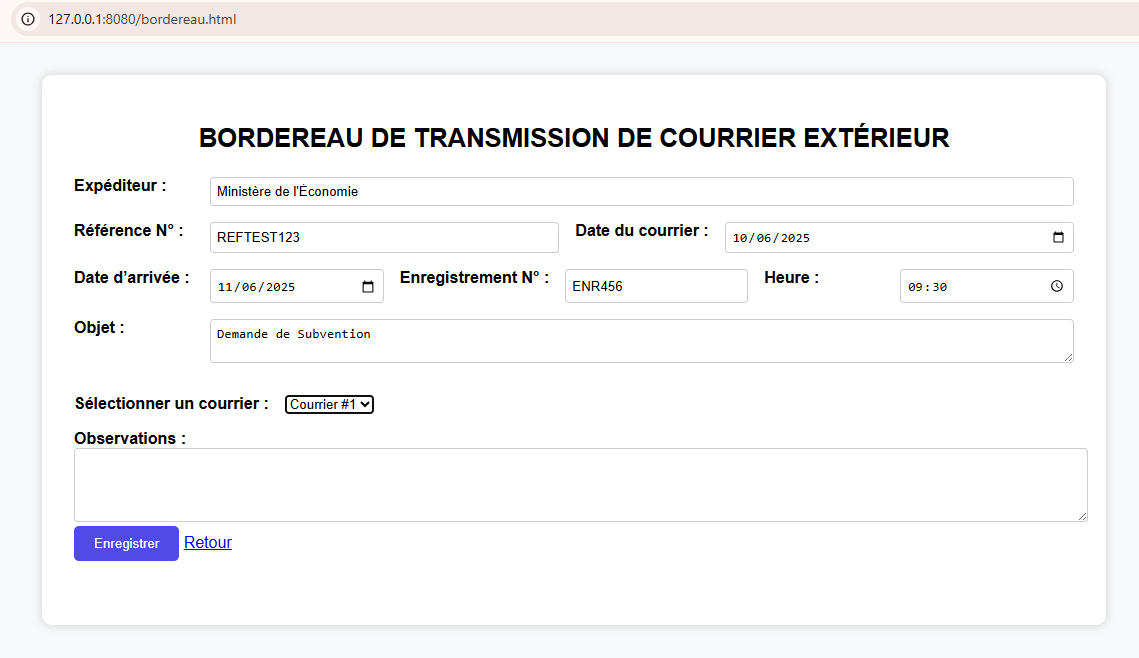 127.0.0.1:8080/bordereau.html
BORDEREAU DE TRANSMISSION DE COURRIER EXTÉRIEUR
Expéditeur : Ministère de l'Économie
Référence N° : REFTEST123 Date du courrier : 10/06/2025
Date d’arrivée : 11/06/2025 Enregistrement N° : ENR456 Heure : 09:30
Objet : Demande de Subvention
Sélectionner un courrier : Courrier #1
Observations :
Enregistrer Retour